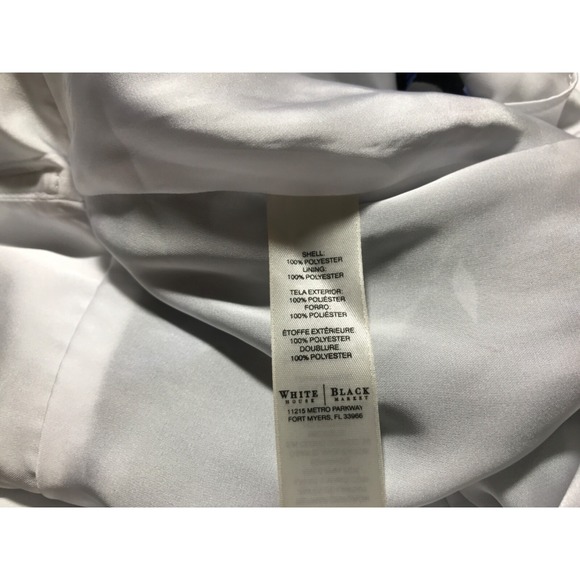 SHELL:
100% POLYESTER
LINING:
100% POLYESTER
TELA EXTERIOR:
100% POLIÉSTER
FORRO:
100% POLIÉSTER
ÉTOFFE EXTÉRIEURE
100% POLYESTER
DOUBLURE.
100% POLYESTER
WHITE HOUSE | BLACK MARKET
11215 METRO PARKWAY
FORT MYERS, FL 33966